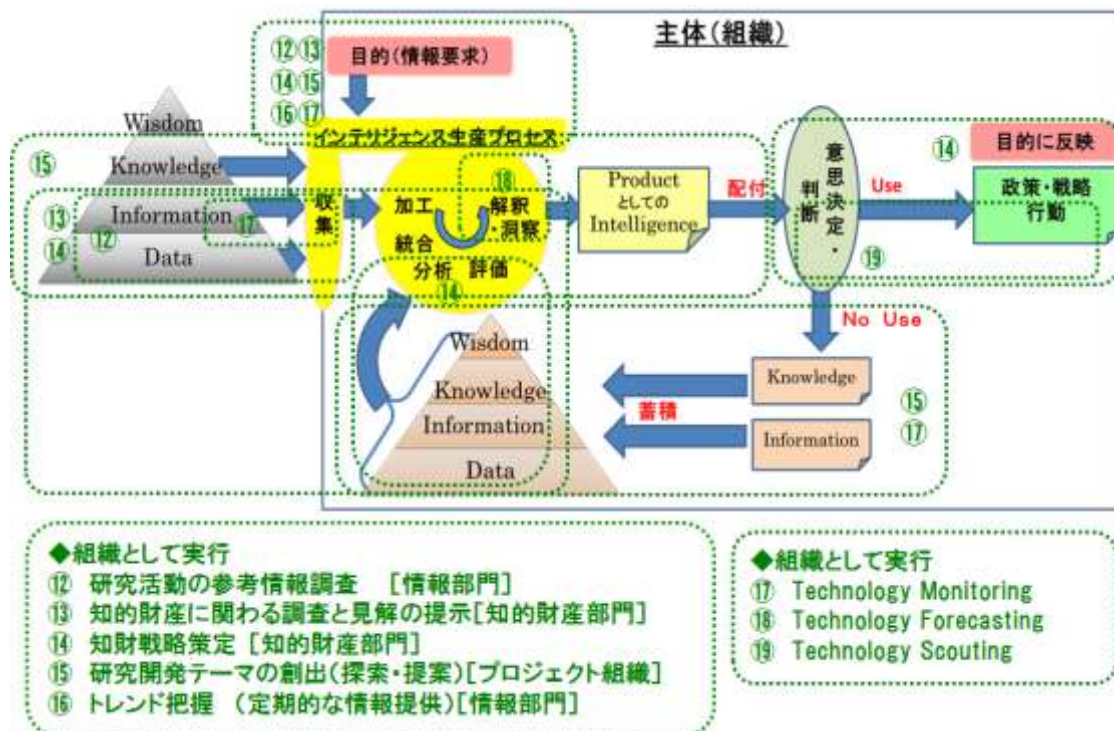 主体(組織)
⑫ ⑬
⑭ ⑮
⑯ ⑰
目的(情報要求)
インテリジェンス生産プロセス
Wisdom
Knowledge
Information
Data
⑮
⑬
⑭
⑫
⑰
収集
加工
統合
分析 評価
解釈
・洞察
⑱
⑭
Product
としての
Intelligence
配付
意思決定・
判断
Use
⑭
目的に反映
政策・戦略
行動
⑲
No Use
Knowledge
Information
⑮
⑰
蓄積
Wisdom
Knowledge
Information
Data
◆組織として実行
⑫ 研究活動の参考情報調査 [情報部門]
⑬ 知的財産に関わる調査と見解の提示[知的財産部門]
⑭ 知財戦略策定 [知的財産部門]
⑮ 研究開発テーマの創出(探索・提案)[プロジェクト組織]
⑯ トレンド把握 (定期的な情報提供)[情報部門]
◆組織として実行
⑰ Technology Monitoring
⑱ Technology Forecasting
⑲ Technology Scouting